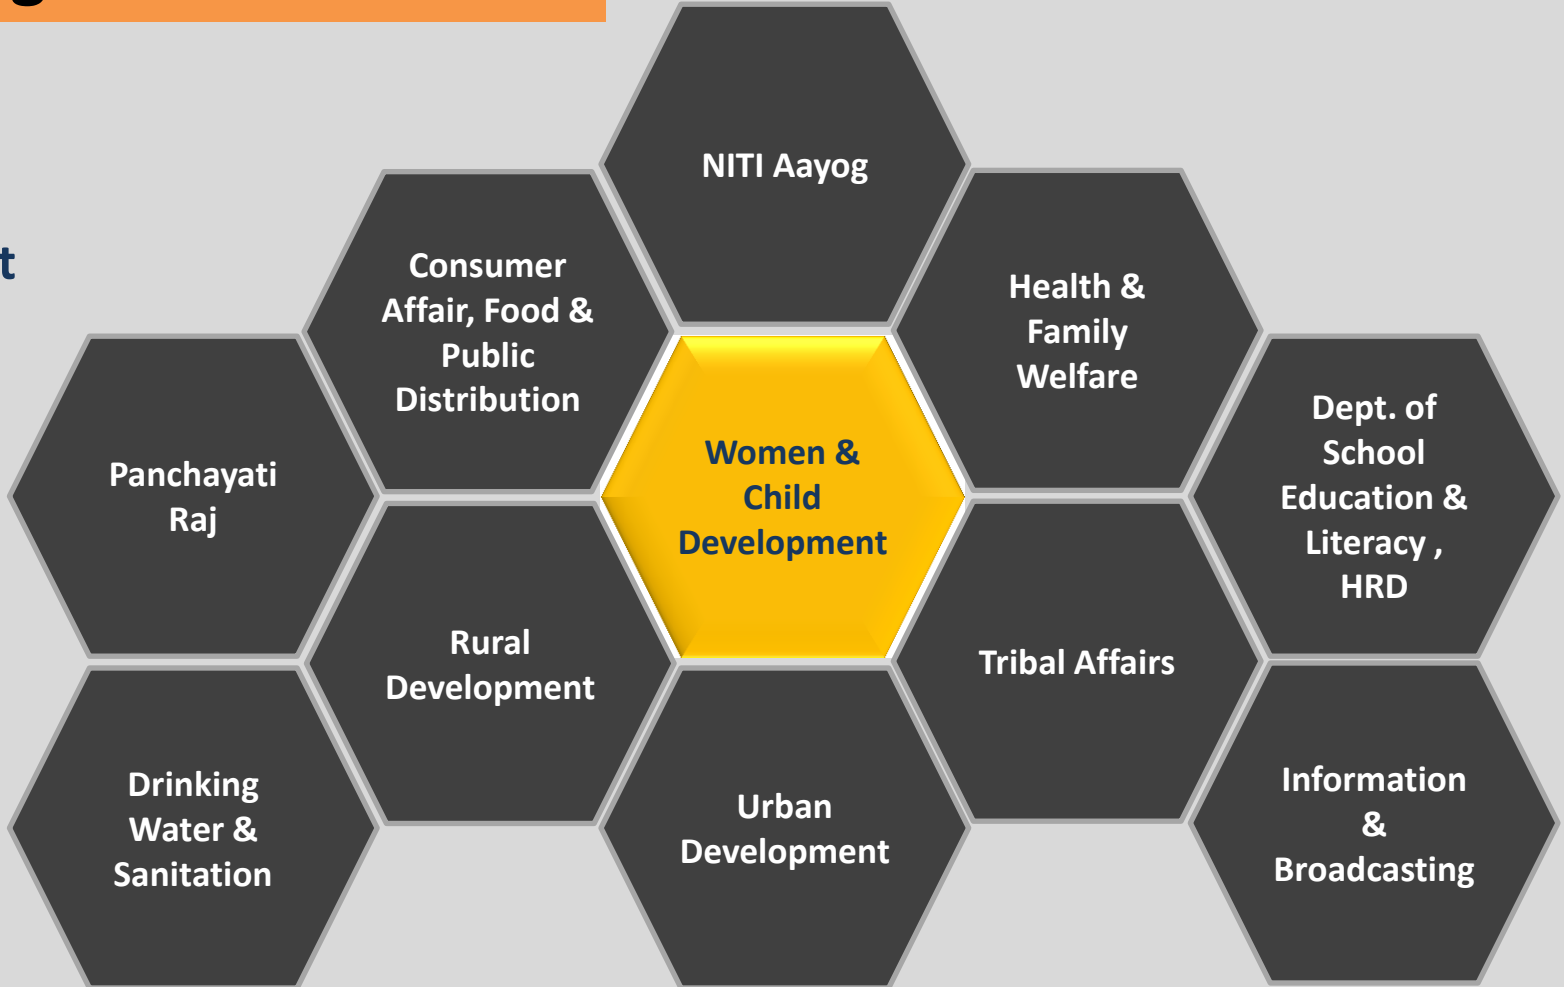 g
t
NITI Aayog
Consumer
Affair, Food &
Public
Distribution
Health &
Family
Welfare
Panchayati
Raj
Women &
Child
Development
Dept. of
School
Education &
Literacy ,
HRD
Rural
Development
Tribal Affairs
Drinking
Water &
Sanitation
Urban
Development
Information
&
Broadcasting